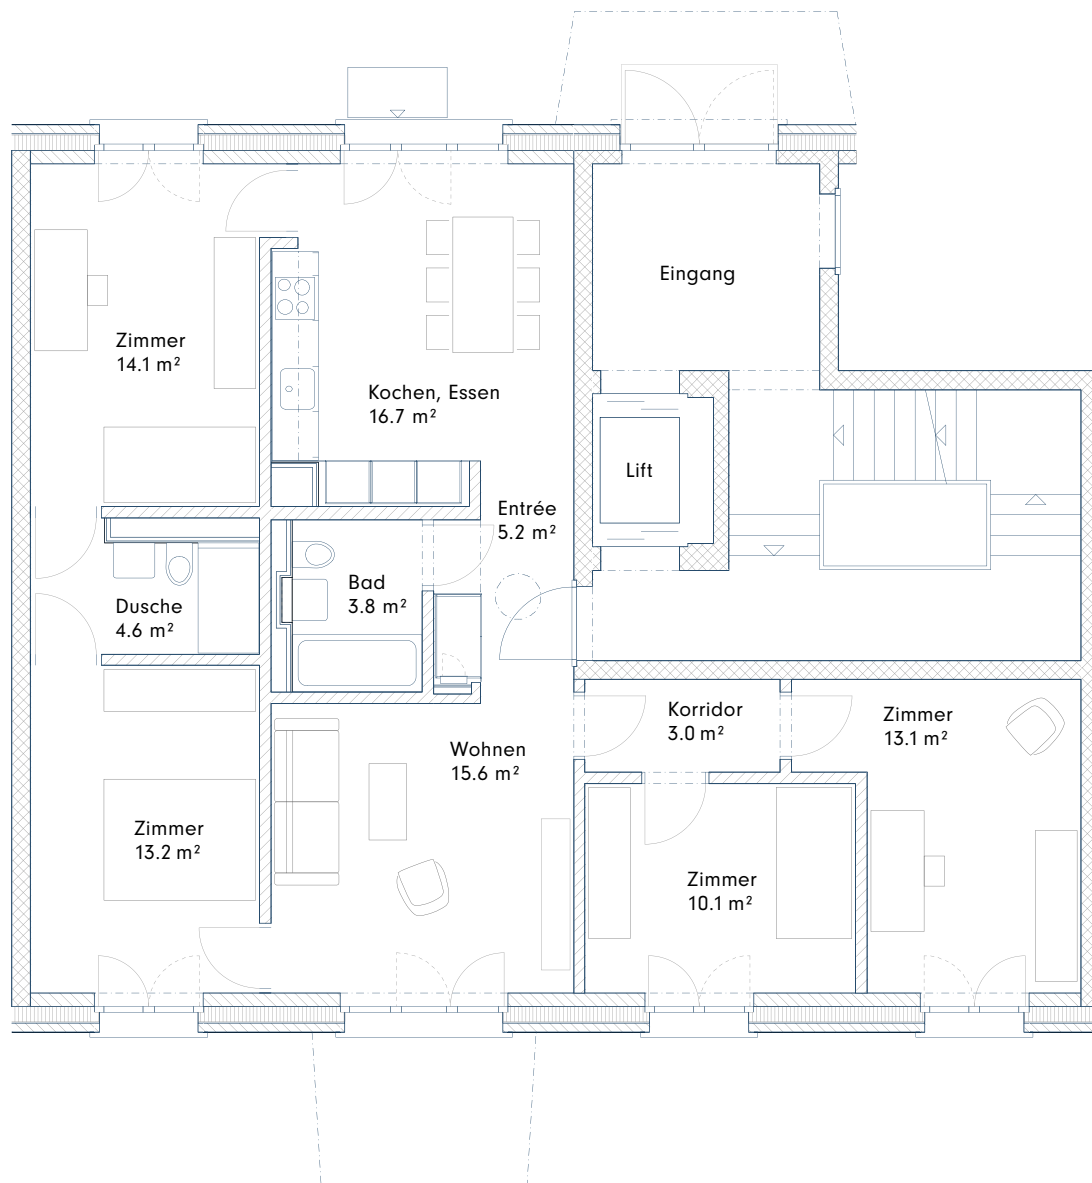 Eingang
Zimmer
14.1 m²
Kochen, Essen
16.7 m²
Lift
Entrée
5.2 m²
Bad
3.8 m²
Dusche
4.6 m²
Korridor
3.0 m²
Zimmer
13.1 m²
Wohnen
15.6 m²
Zimmer
13.2 m²
Zimmer
10.1 m²